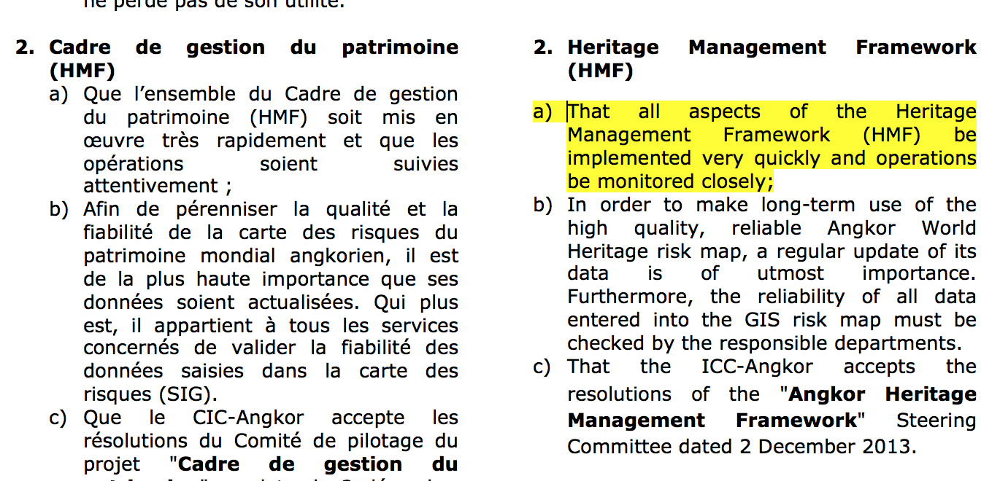 ne perde pas de son utilité.
2. Cadre de gestion du patrimoine
(HMF)
a) Que l’ensemble du Cadre de gestion
du patrimoine (HMF) soit mis en
œuvre très rapidement et que les
opérations soient suivies
attentivement ;
b) Afin de pérenniser la qualité et la
fiabilité de la carte des risques du
patrimoine mondial angkorien, il est
de la plus haute importance que ses
données soient actualisées. Qui plus
est, il appartient à tous les services
concernés de valider la fiabilité des
données saisies dans la carte des
risques (SIG).
c) Que le CIC-Angkor accepte les
résolutions du Comité de pilotage du
projet "Cadre de gestion du
2. Heritage Management Framework
(HMF)
a) That all aspects of the Heritage
Management Framework (HMF) be
implemented very quickly and operations
be monitored closely;
b) In order to make long-term use of the
high quality, reliable Angkor World
Heritage risk map, a regular update of its
data is of utmost importance.
Furthermore, the reliability of all data
entered into the GIS risk map must be
checked by the responsible departments.
c) That the ICC-Angkor accepts the
resolutions of the "Angkor Heritage
Management Framework" Steering
Committee dated 2 December 2013.